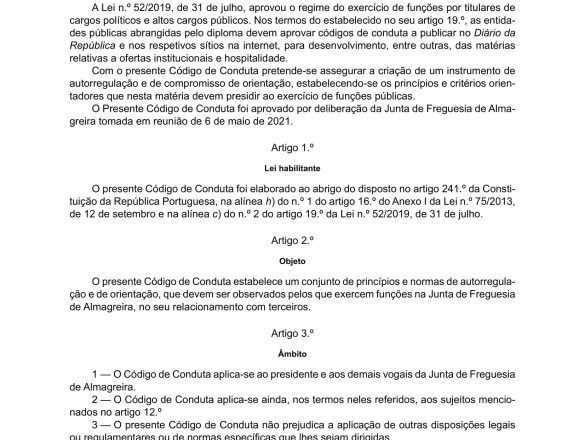 A Lei n.º 52/2019, de 31 de julho, aprovou o regime do exercício de funções por titulares de
cargos políticos e altos cargos públicos. Nos termos do estabelecido no seu artigo 19.º, as entida-
des públicas abrangidas pelo diploma devem aprovar códigos de conduta a publicar no Diário da
República e nos respetivos sítios na internet, para desenvolvimento, entre outras, das matérias
relativas a ofertas institucionais e hospitalidade.
Com o presente Código de Conduta pretende-se assegurar a criação de um instrumento de
autorregulação e de compromisso de orientação, estabelecendo-se os princípios e critérios orien-
tadores que nesta matéria devem presidir ao exercício de funções públicas.
O Presente Código de Conduta foi aprovado por deliberação da Junta de Freguesia de Alma-
greira tomada em reunião de 6 de maio de 2021.
Artigo 1.º
Lei habilitante
O presente Código de Conduta foi elaborado ao abrigo do disposto no artigo 241.º da Consti-
tuição da República Portuguesa, na alínea h) do n.º 1 do artigo 16.º do Anexo I da Lei n.º 75/2013,
de 12 de setembro e na alínea c) do n.º 2 do artigo 19.º da Lei n.º 52/2019, de 31 de julho.
Artigo 2.º
Objeto
O presente Código de Conduta estabelece um conjunto de princípios e normas de autorregula-
ção e de orientação, que devem ser observados pelos que exercem funções na Junta de Freguesia
de Almagreira, no seu relacionamento com terceiros.
Artigo 3.º
Âmbito
1 — O Código de Conduta aplica-se ao presidente e aos demais vogais da Junta de Freguesia
de Almagreira.
2 — O Código de Conduta aplica-se ainda, nos termos neles referidos, aos sujeitos mencio-
nados no artigo 12.º
3 — O presente Código de Conduta não prejudica a aplicação de outras disposições legais
ou regulamentares ou de normas específicas que lhes sejam dirigidas.